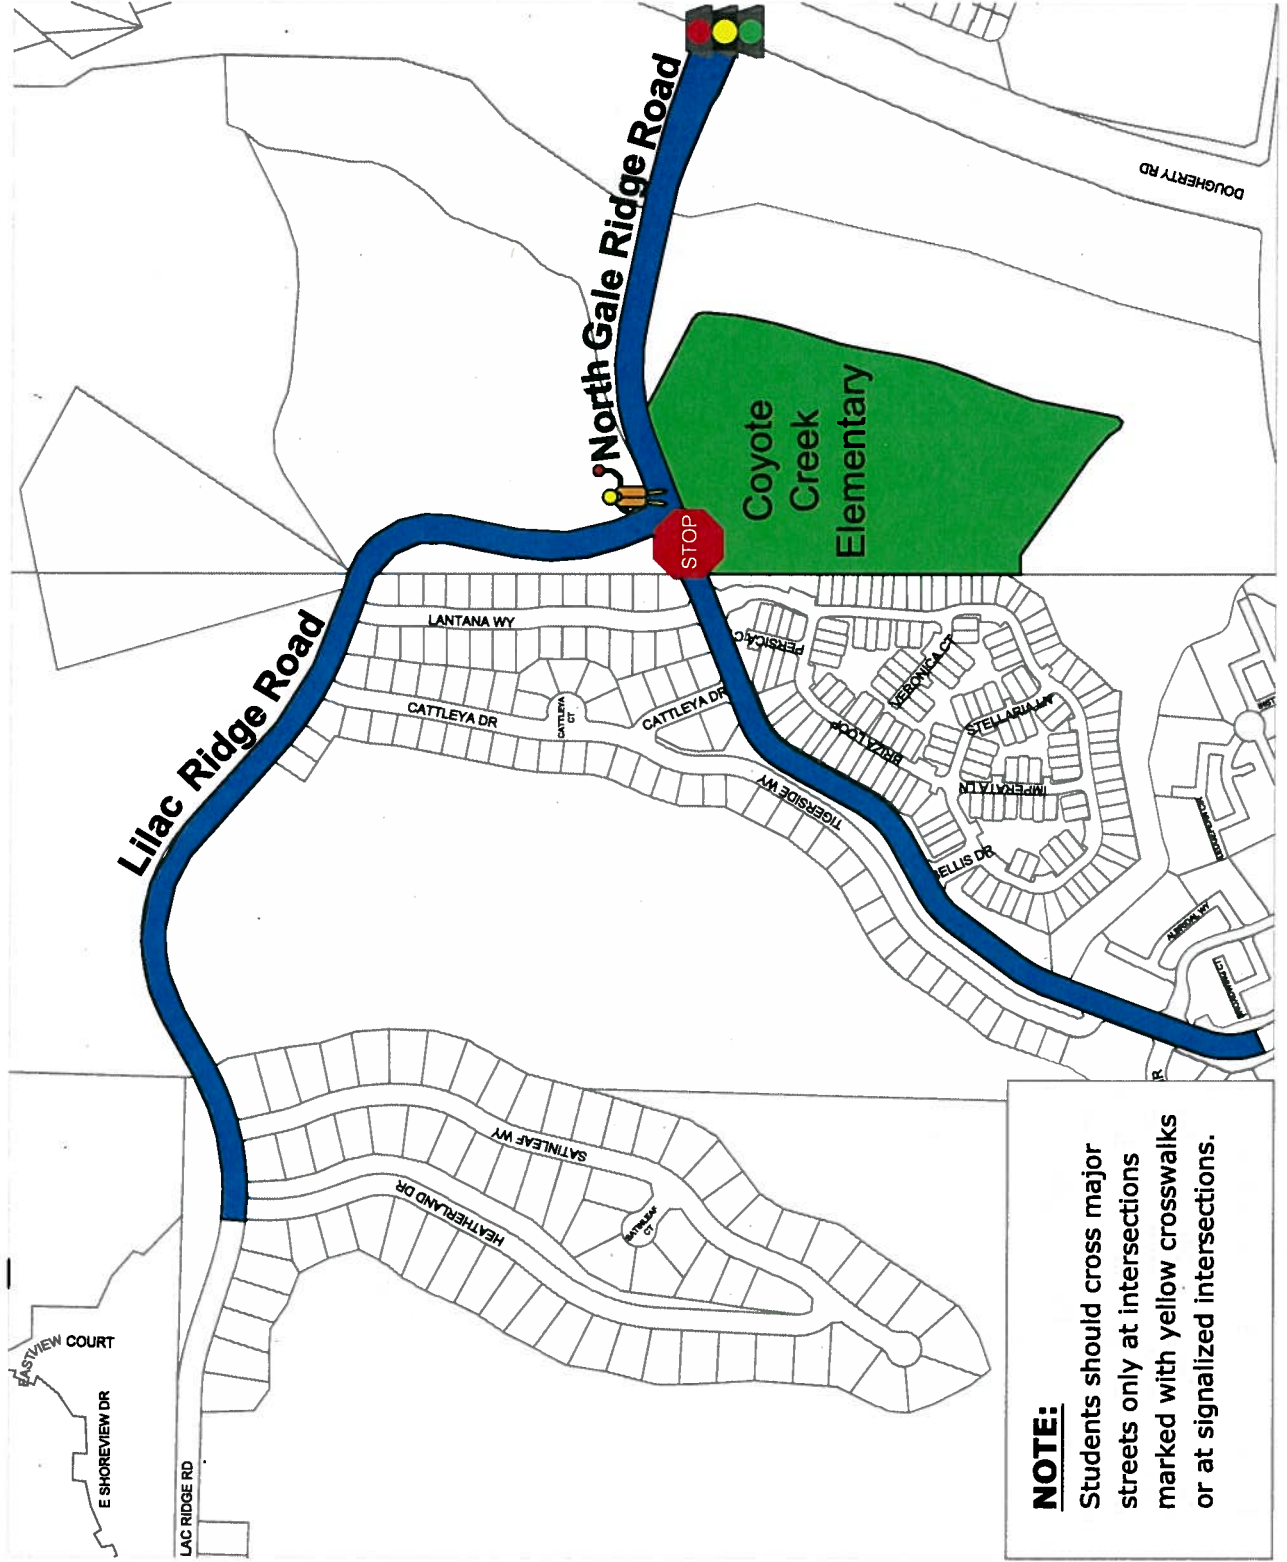 Lilac Ridge Road
North Gale Ridge Road
DOUGHERTY RD
STOP
Coyote
Creek
Elementary
LANTANA WY
CATTLEYA DR
CATTLEYA
CT
CATTLEYA DR
TIGERSIDE WY
PERSICA C
VERONICA CT
BRIZA LOOP
STELLARIA LN
IMPERATA LN
BELLIS DR
ALBRIDAL WY
SATINLEAF WY
HEATHERLAND DR
SATINLEAF
CT
EASTVIEW COURT
E SHOREVIEW DR
LAC RIDGE RD
R
NOTE:
Students should cross major
streets only at intersections
marked with yellow crosswalks
or at signalized intersections.